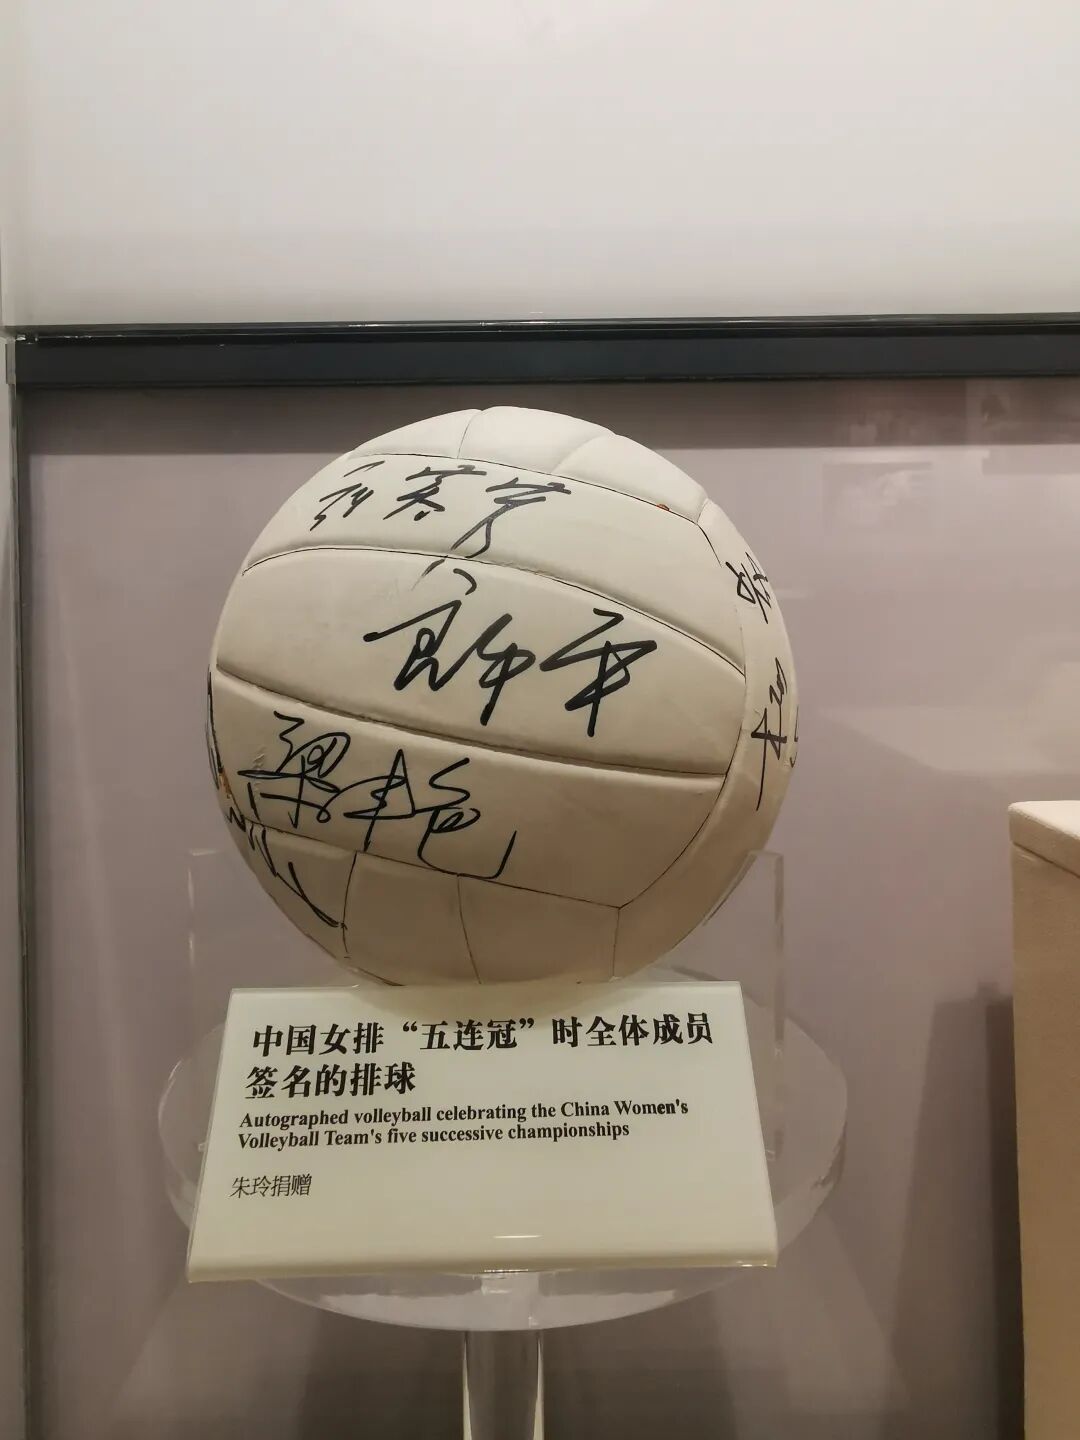 郎平
梁艳
中国女排“五连冠”时全体成员
签名的排球
Autographed volleyball celebrating the China Women's
Volleyball Team's five successive championships
朱玲捐赠